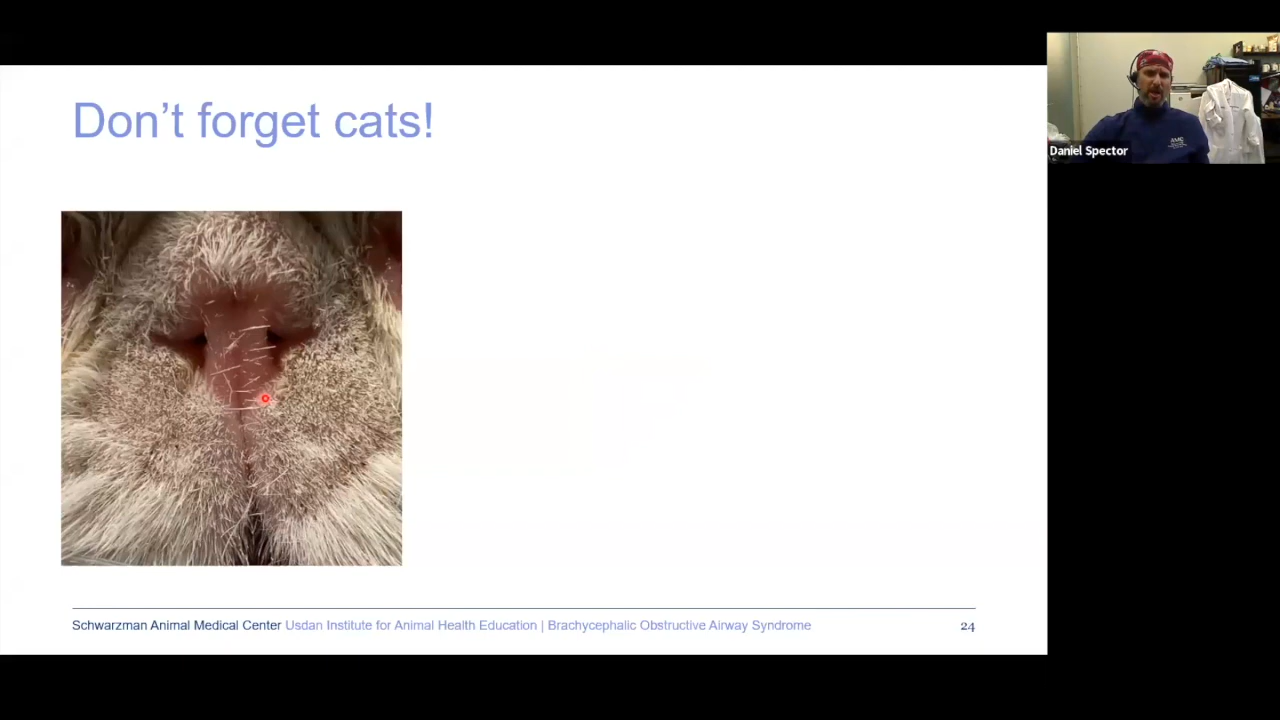 Don't forget cats!
Daniel Spector
Schwarzman Animal Medical Center Usdan Institute for Animal Health Education | Brachycephalic Obstructive Airway Syndrome
24